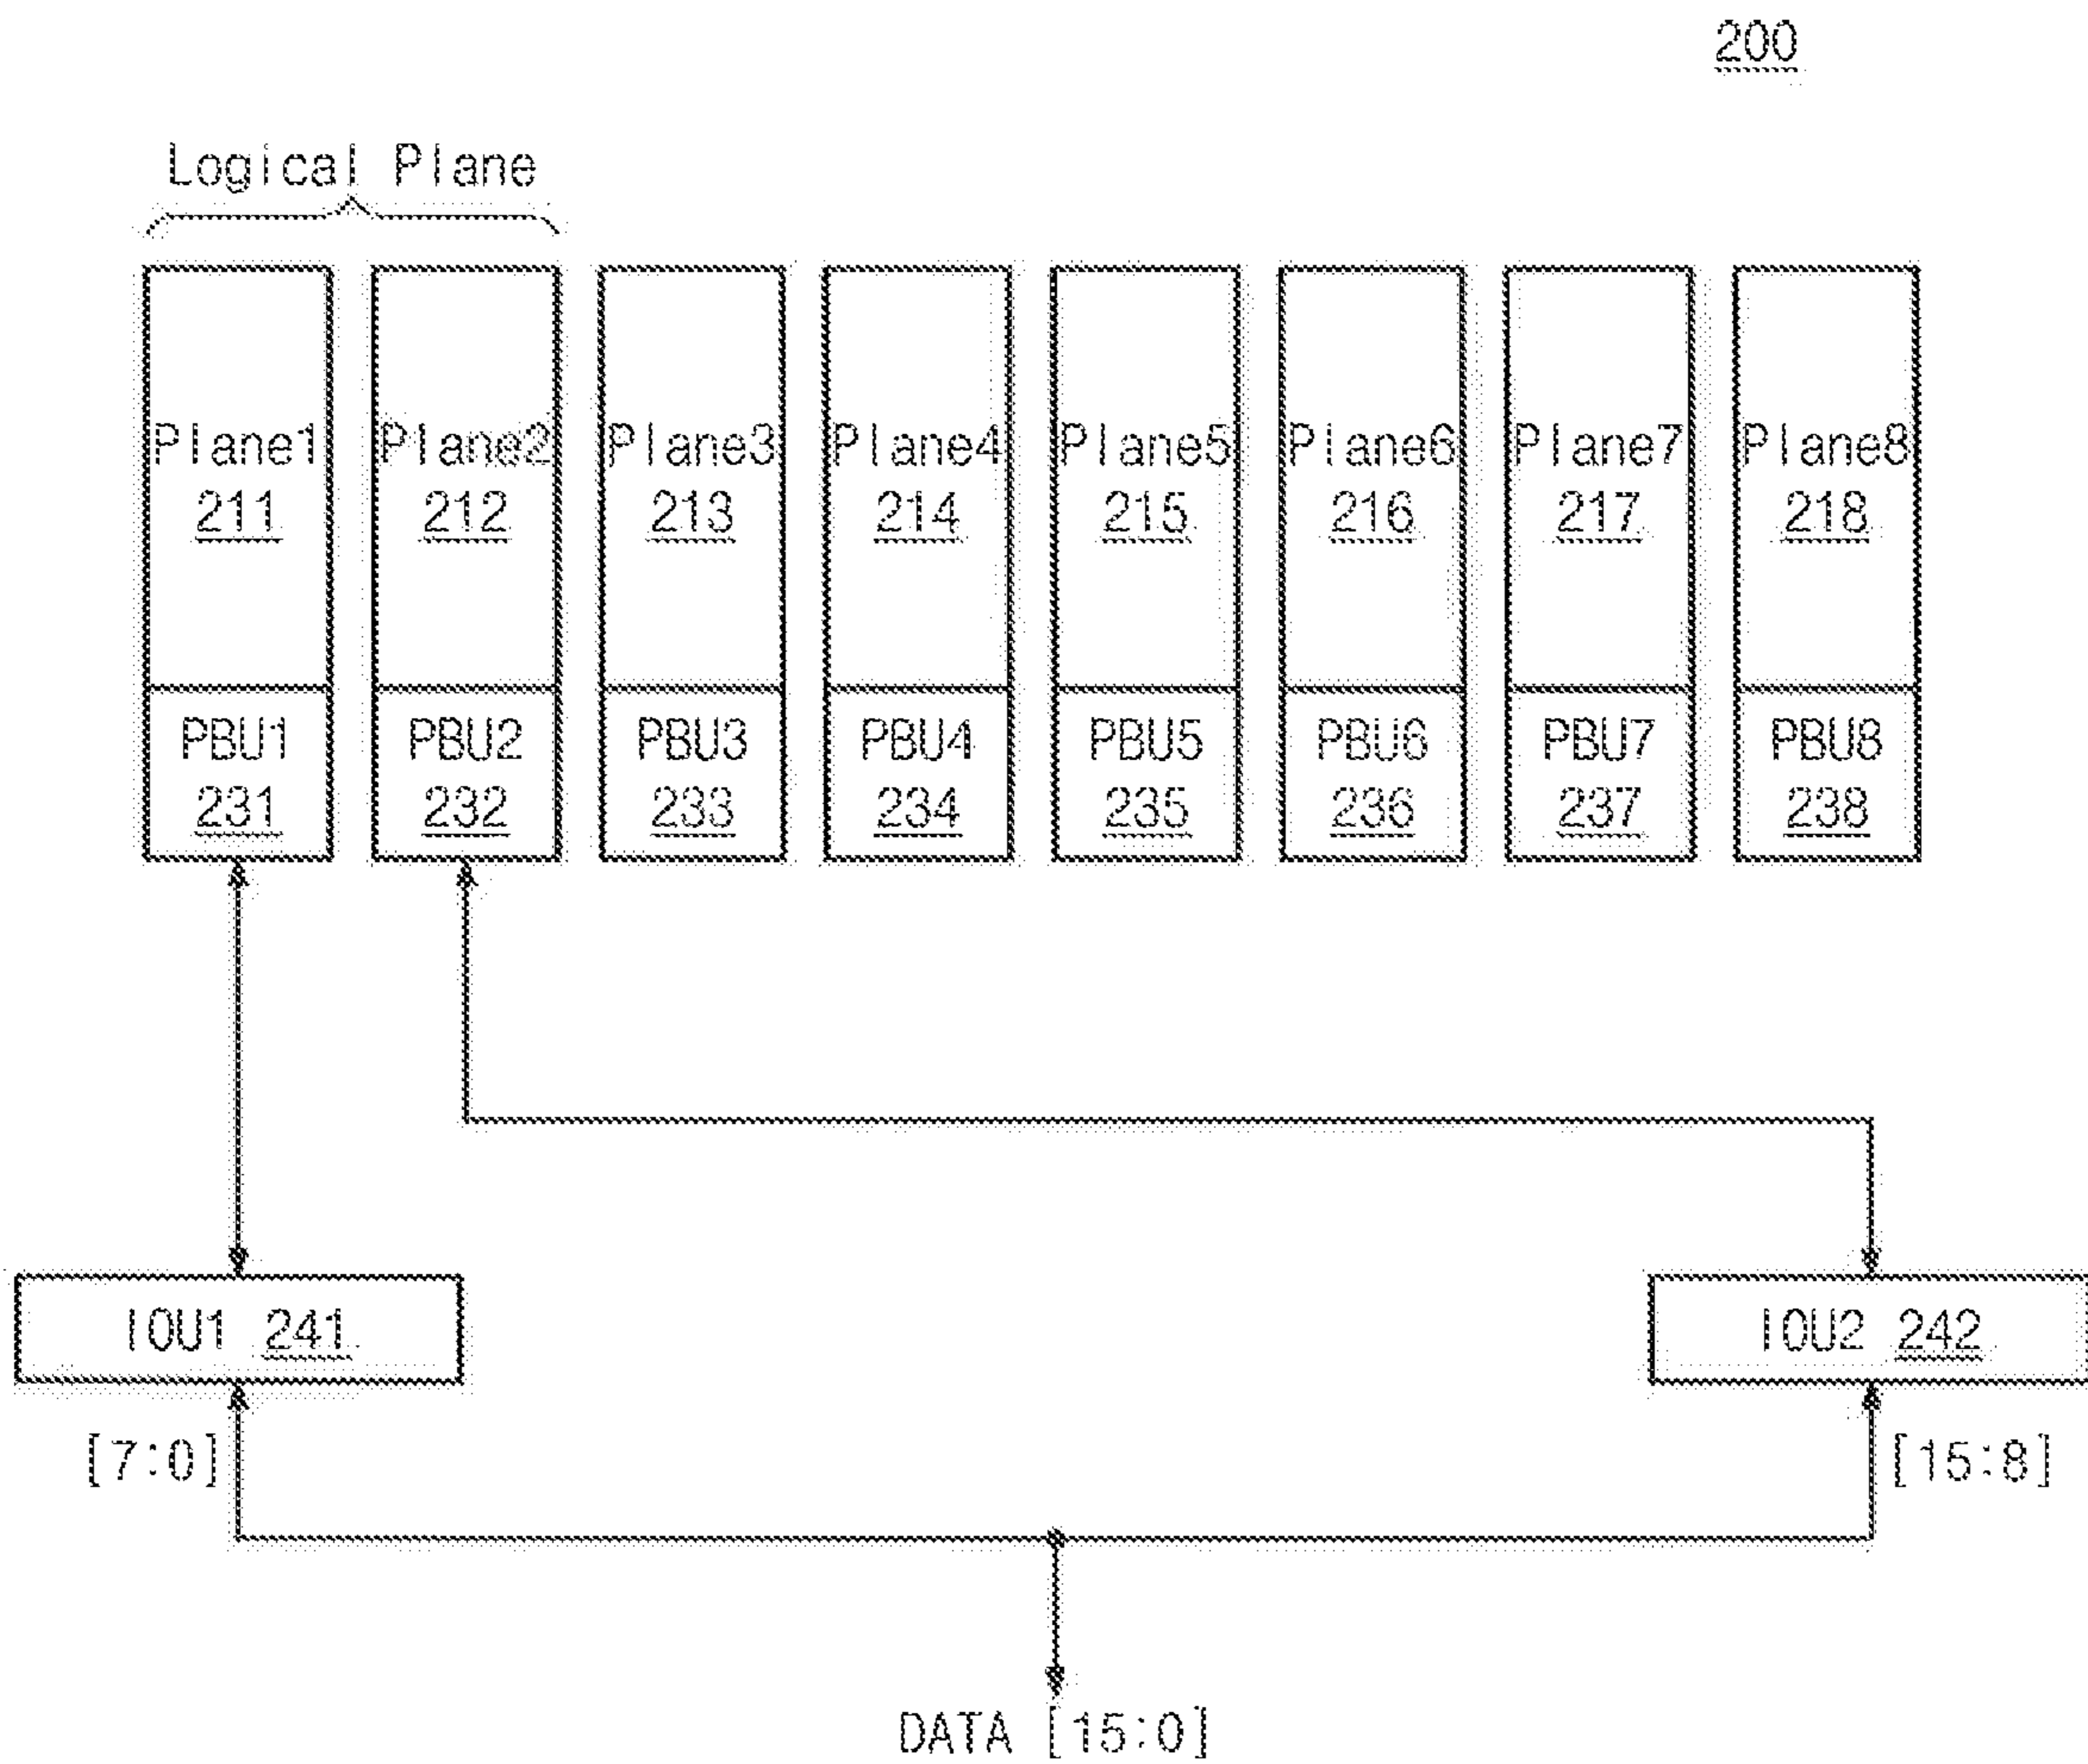 200
Logical Plane
Plane1 Plane2 Plane3 Plane4 Plane5 Plane6 Plane7 Plane8
211 212 213 214 215 216 217 218
PBU1 PBU2 PBU3 PBU4 PBU5 PBU6 PBU7 PBU8
231 232 233 234 235 236 237 238
IOU1 241 IOU2 242
[7:0] [15:8]
DATA [15:0]